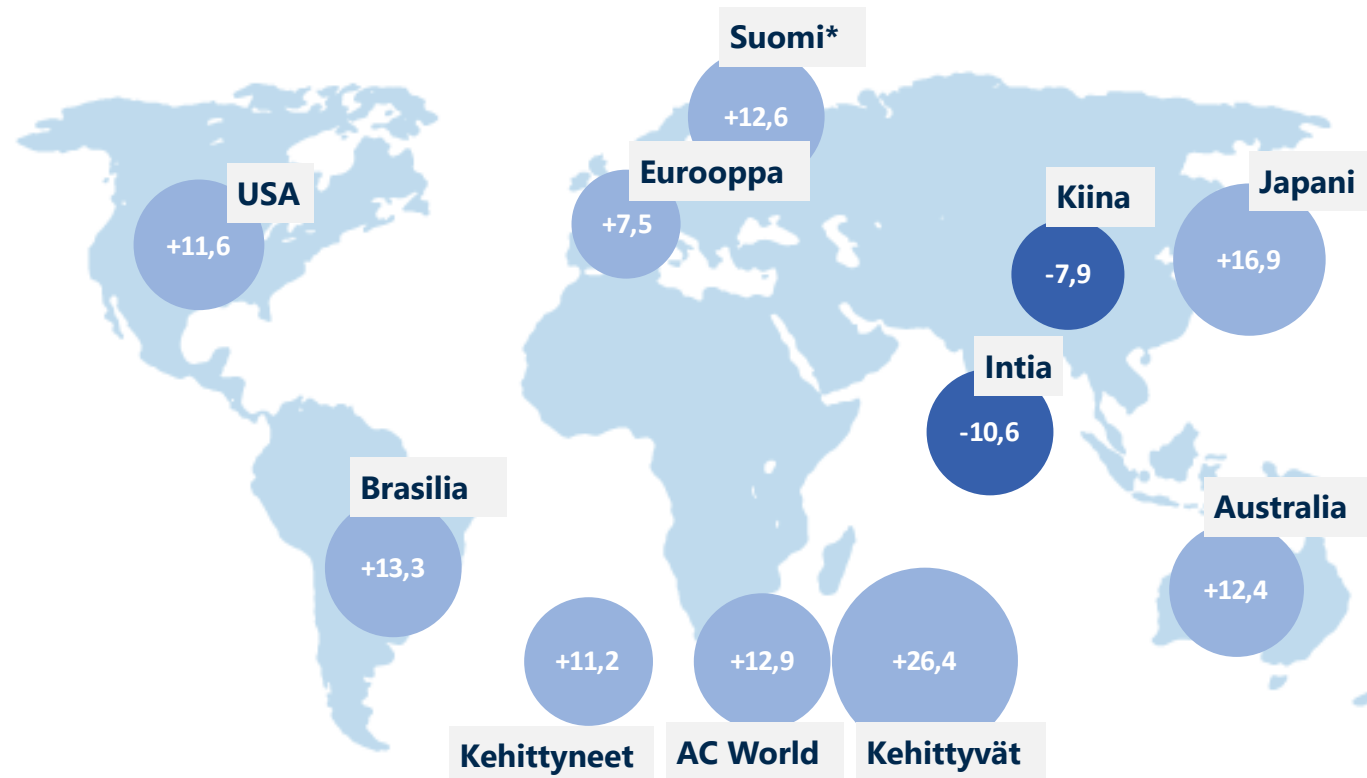 Suomi*
+12,6
Eurooppa
+7,5
USA
+11,6
Kiina
-7,9
Japani
+16,9
Intia
-10,6
Brasilia
+13,3
Australia
+12,4
+11,2
Kehittyneet
+12,9
AC World
+26,4
Kehittyvät